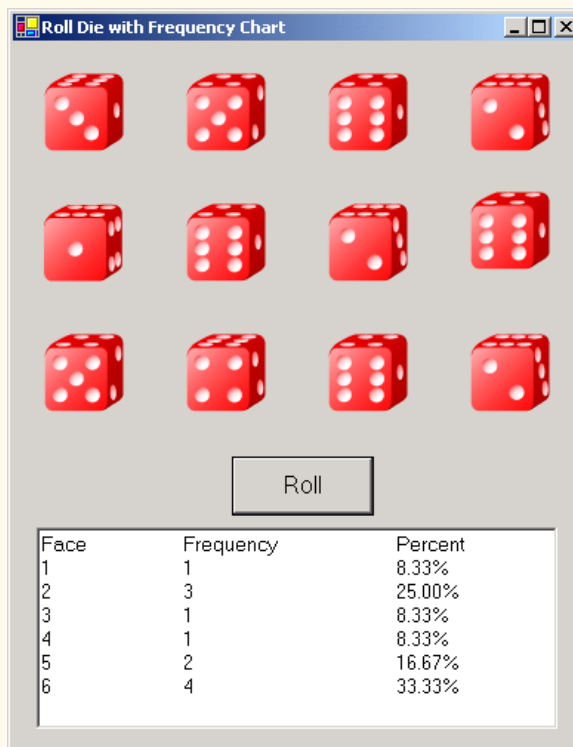 Roll Die with Frequency Chart
Roll
Face Frequency Percent
1 1 8.33%
2 3 25.00%
3 1 8.33%
4 1 8.33%
5 2 16.67%
6 4 33.33%